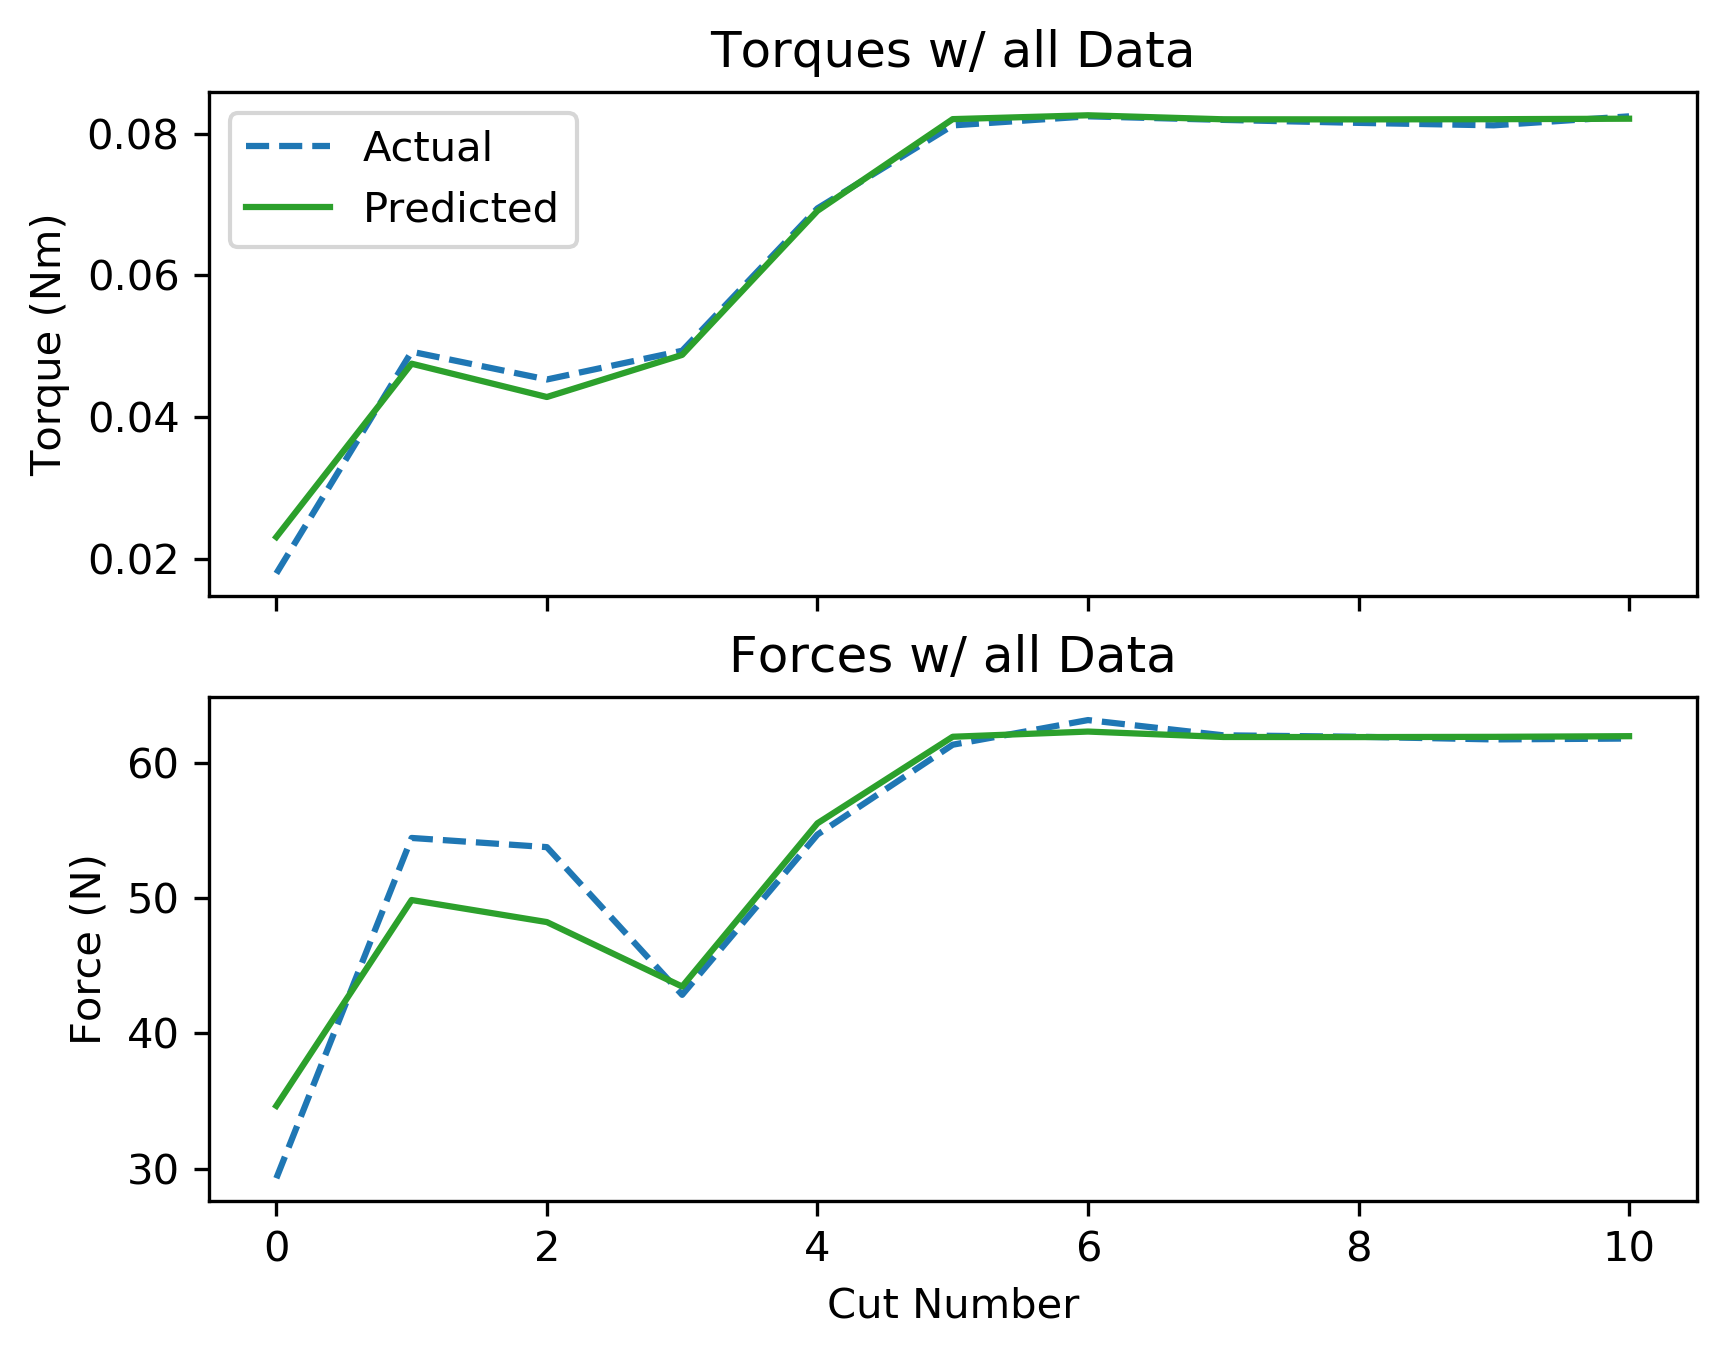 Torques w/ all Data
Actual
Predicted
0.08
0.06
0.04
0.02
Torque (Nm)
Forces w/ all Data
60
50
40
30
Force (N)
0 2 4 6 8 10
Cut Number